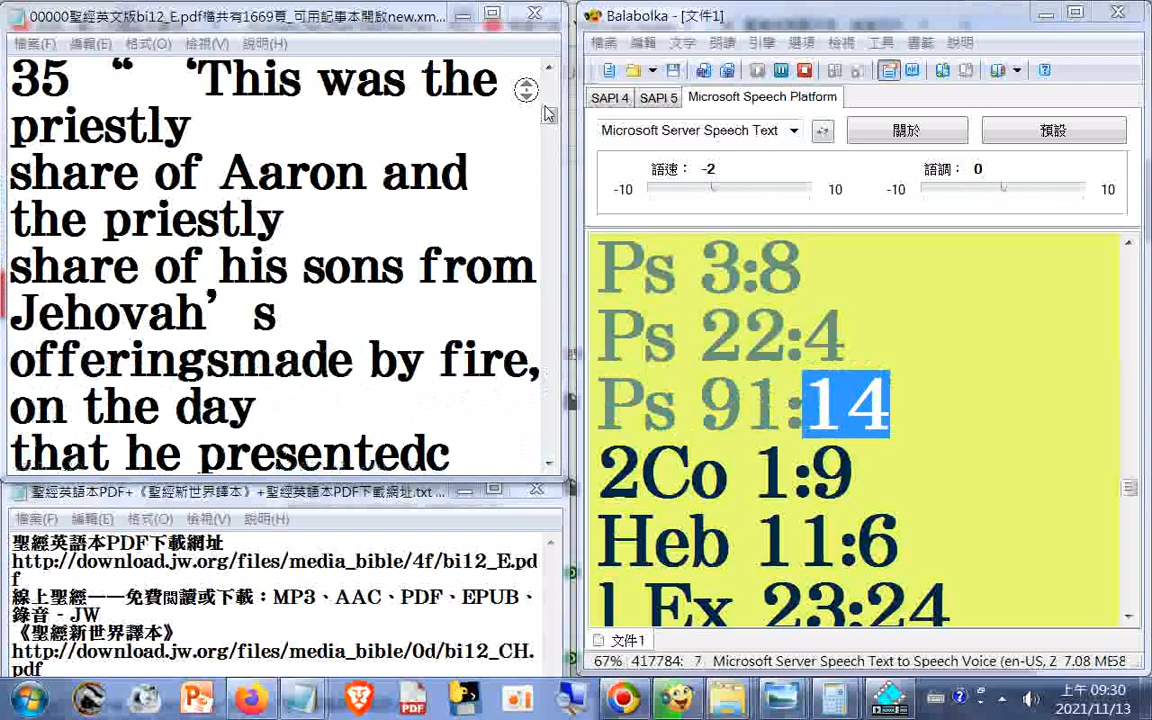 00000聖經英文版bi12_E.pdf檔共有1669頁_可用記事本開啟new.xm...
檔案(F) 編輯(E) 格式(O) 檢視(V) 說明(H)
35 “ ‘This was the
priestly
share of Aaron and
the priestly
share of his sons from
Jehovah’ s
offeringsmade by fire,
on the day
that he presentedc
聖經英語本PDF+《聖經新世界譯本》+聖經英語本PDF下載網址.txt ...
檔案(F) 編輯(E) 格式(O) 檢視(V) 說明(H)
聖經英語本PDF下載網址
http://download.jw.org/files/media_bible/4f/bi12_E.pd
f
線上聖經──免費閱讀或下載：MP3、AAC、PDF、EPUB、
錄音 - JW
《聖經新世界譯本》
http://download.jw.org/files/media_bible/0d/bi12_CH.
pdf
Balabolka - [文件1]
檔案 編輯 文字 朗讀 引擎 選項 檢視 工具 書籤 說明
SAPI 4 SAPI 5 Microsoft Speech Platform
Microsoft Server Speech Text 關於 預設
語速： -2 語調： 0
-10 10 -10 10
Ps 3:8
Ps 22:4
Ps 91:14
2Co 1:9
Heb 11:6
l Ex 23:24
文件1
67% 417784: 7 Microsoft Server Speech Text to Speech Voice (en-US, Z 7.08 ME58
上午 09:30
2021/11/13